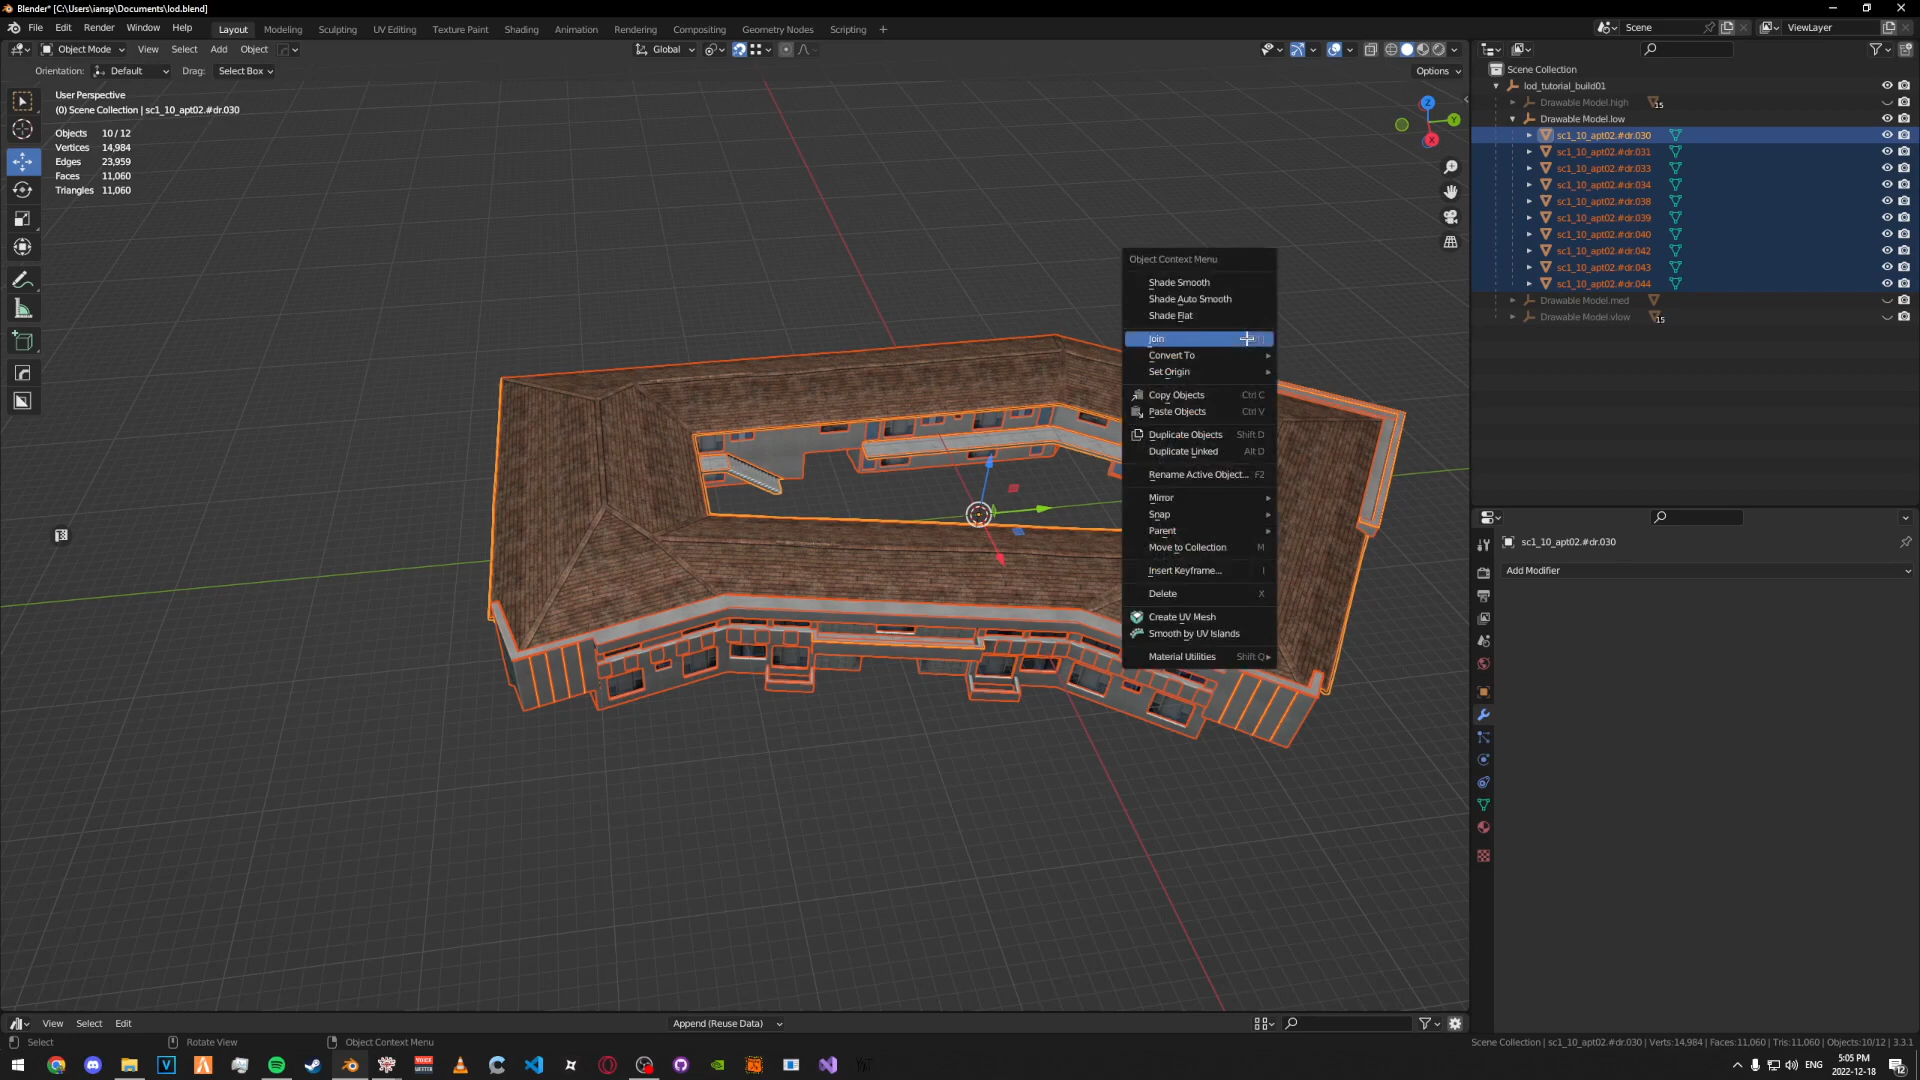 Blender* [C:\Users\iansp\Documents\lod.blend]
File Edit Render Window Help Layout Modeling Sculpting UV Editing Texture Paint Shading Animation Rendering Compositing Geometry Nodes Scripting + Scene ViewLayer
Object Mode View Select Add Object Global
Orientation: Default Drag: Select Box Options
User Perspective
(0) Scene Collection | sc1_10_apt02.#dr.030
Objects 10 / 12
Vertices 14,984
Edges 23,959
Faces 11,060
Triangles 11,060
Z
Y
X
Object Context Menu
Shade Smooth
Shade Auto Smooth
Shade Flat
Join
Convert To
Set Origin
Copy Objects Ctrl C
Paste Objects Ctrl V
Duplicate Objects Shift D
Duplicate Linked Alt D
Rename Active Object... F2
Mirror
Snap
Parent
Move to Collection M
Insert Keyframe... I
Delete X
Create UV Mesh
Smooth by UV Islands
Material Utilities Shift Q
Scene Collection
lod_tutorial_build01
Drawable Model.high 15
Drawable Model.low
sc1_10_apt02.#dr.030
sc1_10_apt02.#dr.031
sc1_10_apt02.#dr.033
sc1_10_apt02.#dr.034
sc1_10_apt02.#dr.038
sc1_10_apt02.#dr.039
sc1_10_apt02.#dr.040
sc1_10_apt02.#dr.042
sc1_10_apt02.#dr.043
sc1_10_apt02.#dr.044
Drawable Model.med
Drawable Model.vlow 15
sc1_10_apt02.#dr.030
Add Modifier
View Select Edit Append (Reuse Data)
Select Rotate View Object Context Menu
Scene Collection | sc1_10_apt02.#dr.030 | Verts:14,984 | Faces:11,060 | Tris:11,060 | Objects:10/12 | 3.3.1
ENG 5:05 PM
2022-12-18
12